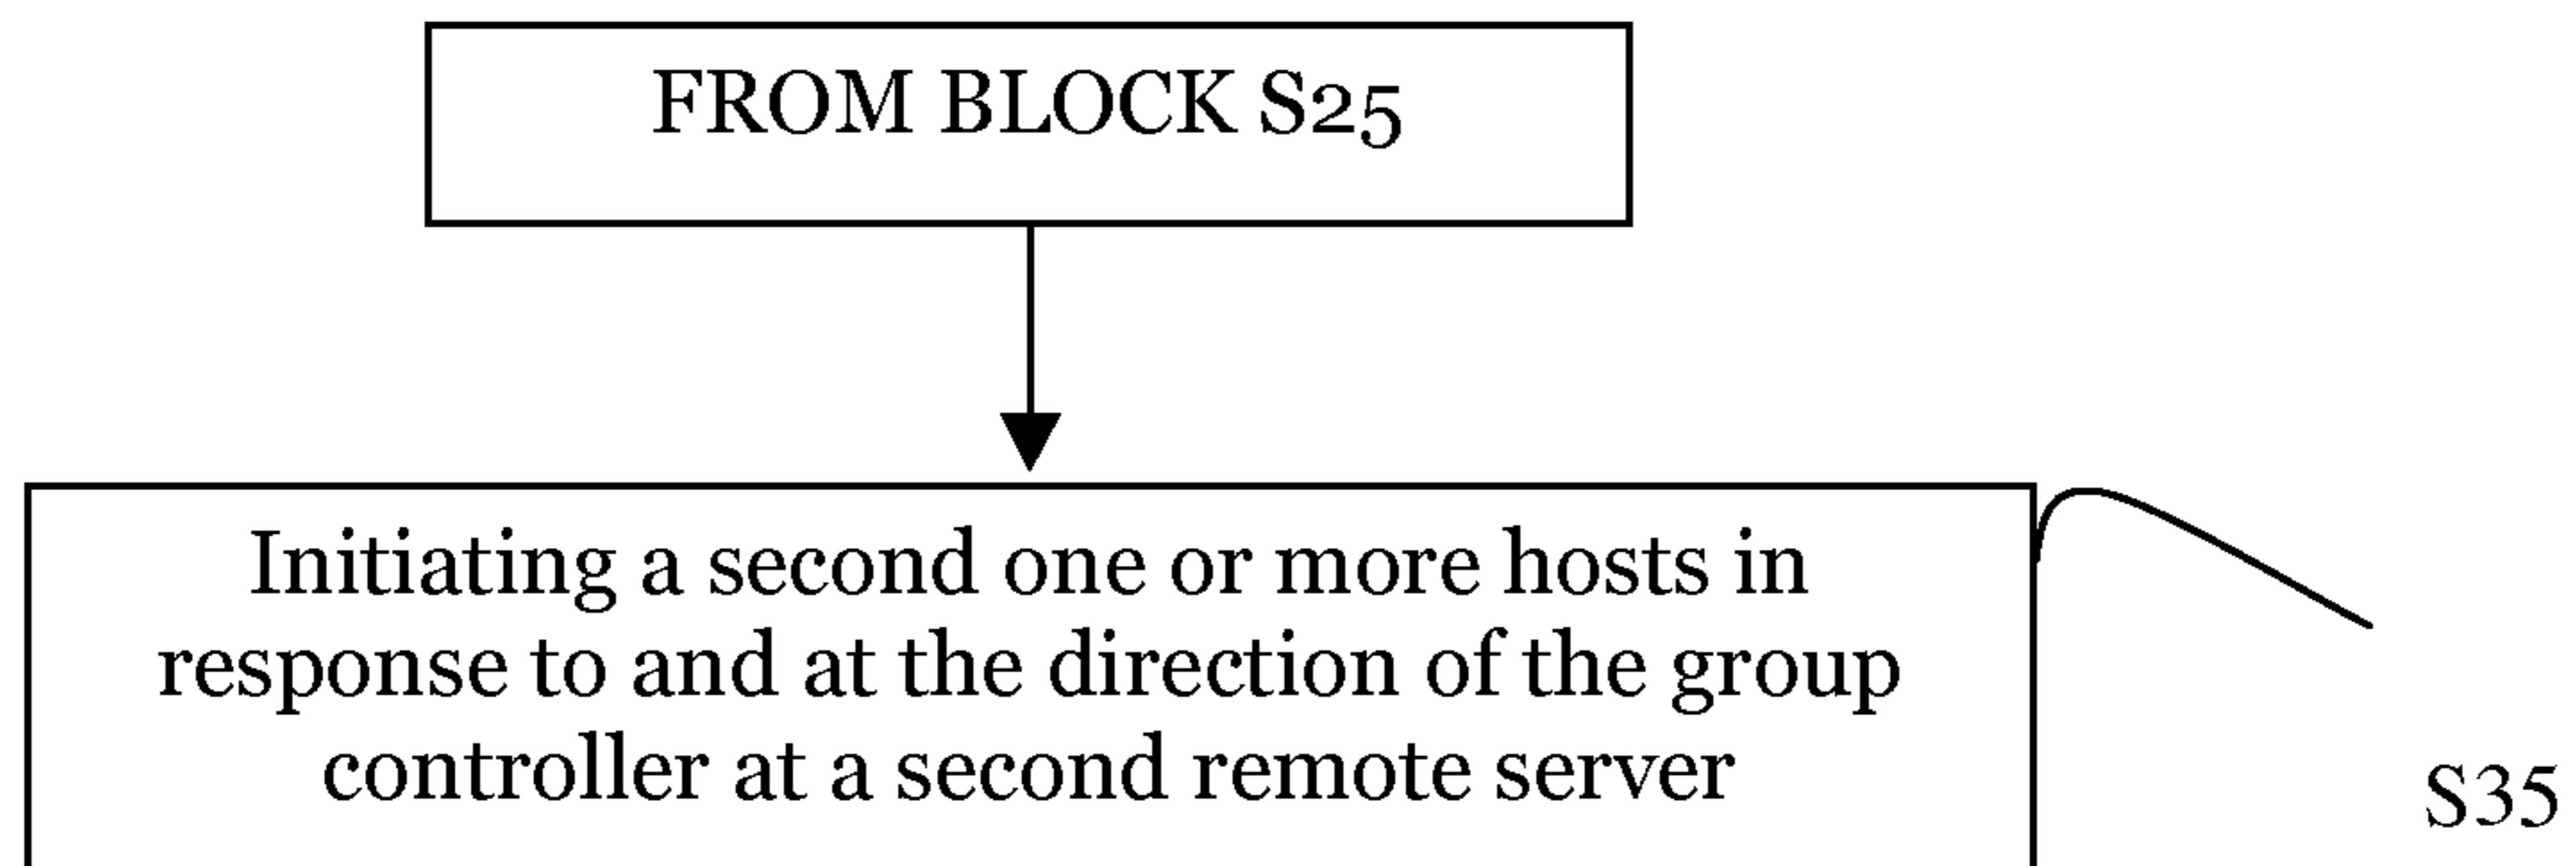 FROM BLOCK S25
Initiating a second one or more hosts in
response to and at the direction of the group
controller at a second remote server
S35